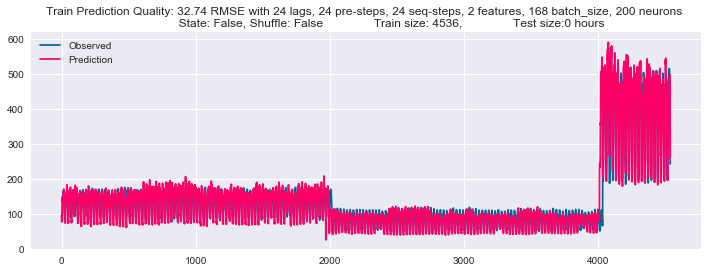 Train Prediction Quality: 32.74 RMSE with 24 lags, 24 pre-steps, 24 seq-steps, 2 features, 168 batch_size, 200 neurons
State: False, Shuffle: False Train size: 4536, Test size:0 hours
Observed
Prediction
600
500
400
300
200
100
0
0 1000 2000 3000 4000